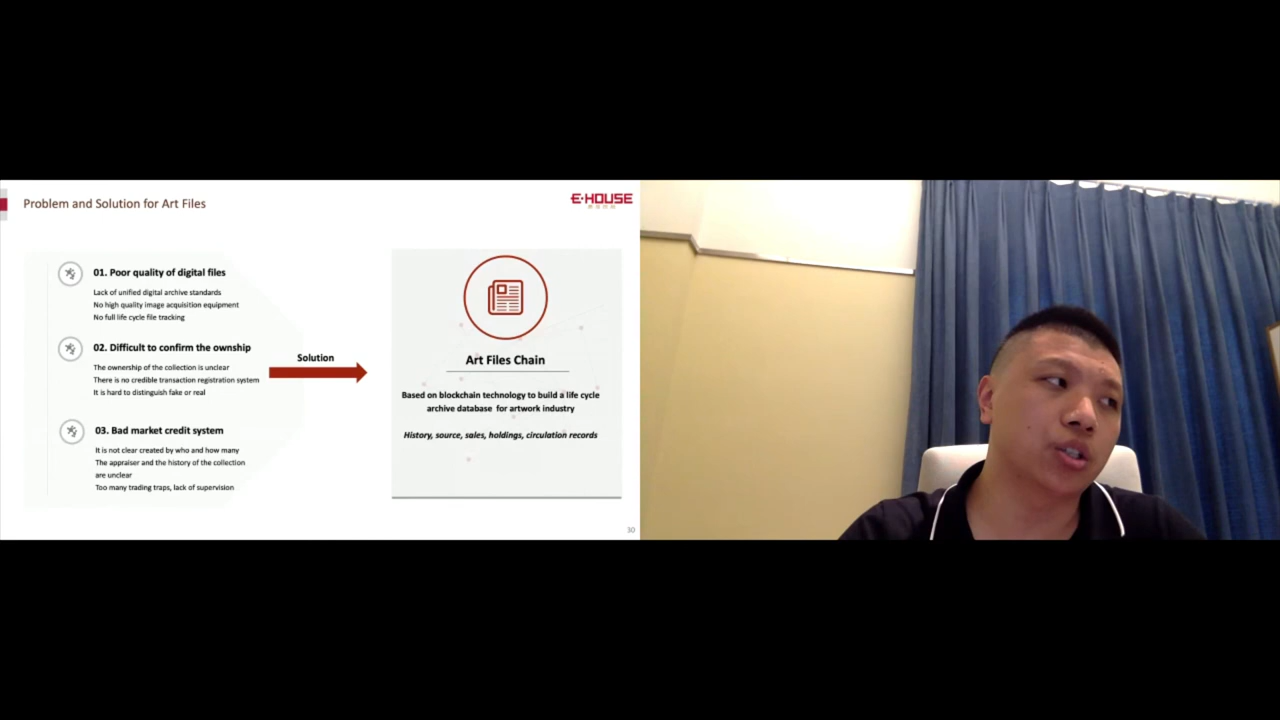 Problem and Solution for Art Files
E·HOUSE
01. Poor quality of digital files
Lack of unified digital archive standards
No high quality image acquisition equipment
No full life cycle file tracking
02. Difficult to confirm the ownship
The ownership of the collection is unclear
There is no credible transaction registration system
It is hard to distinguish fake or real
03. Bad market credit system
It is not clear created by who and how many
The appraiser and the history of the collection
are unclear
Too many trading traps, lack of supervision
Solution
Art Files Chain
Based on blockchain technology to build a life cycle
archive database for artwork industry
History, source, sales, holdings, circulation records
30